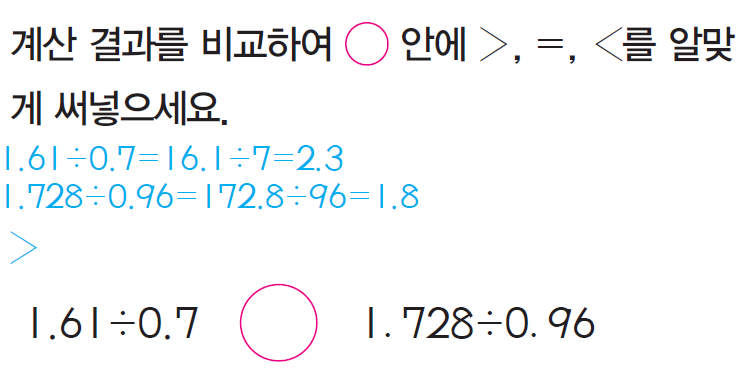 계산 결과를 비교하여 ○ 안에 >, =, <를 알맞
게 써넣으세요.
1.61÷0.7=16.1÷7=2.3
1.728÷0.96=172.8÷96=1.8
>
1.61÷0.7 ○ 1.728÷0.96